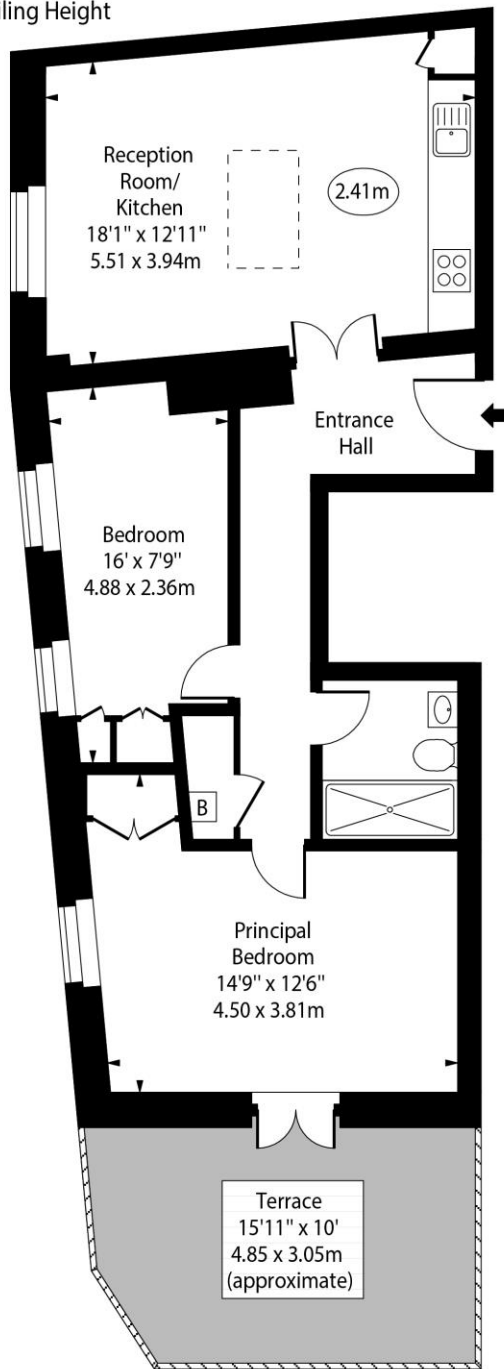 Ceiling Height
Reception
Room/
Kitchen
18'1" x 12'11"
5.51 x 3.94m
2.41m
Entrance
Hall
Bedroom
16' x 7'9"
4.88 x 2.36m
B
Principal
Bedroom
14'9" x 12'6"
4.50 x 3.81m
Terrace
15'11" x 10'
4.85 x 3.05m
(approximate)